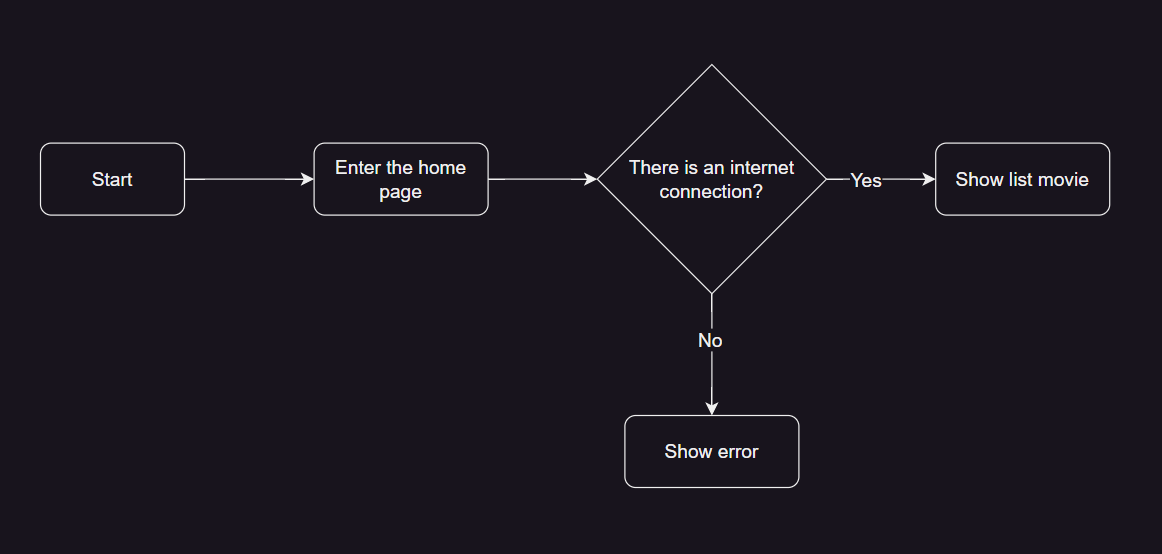 Start
Enter the home
page
There is an internet
connection?
Yes
Show list movie
No
Show error